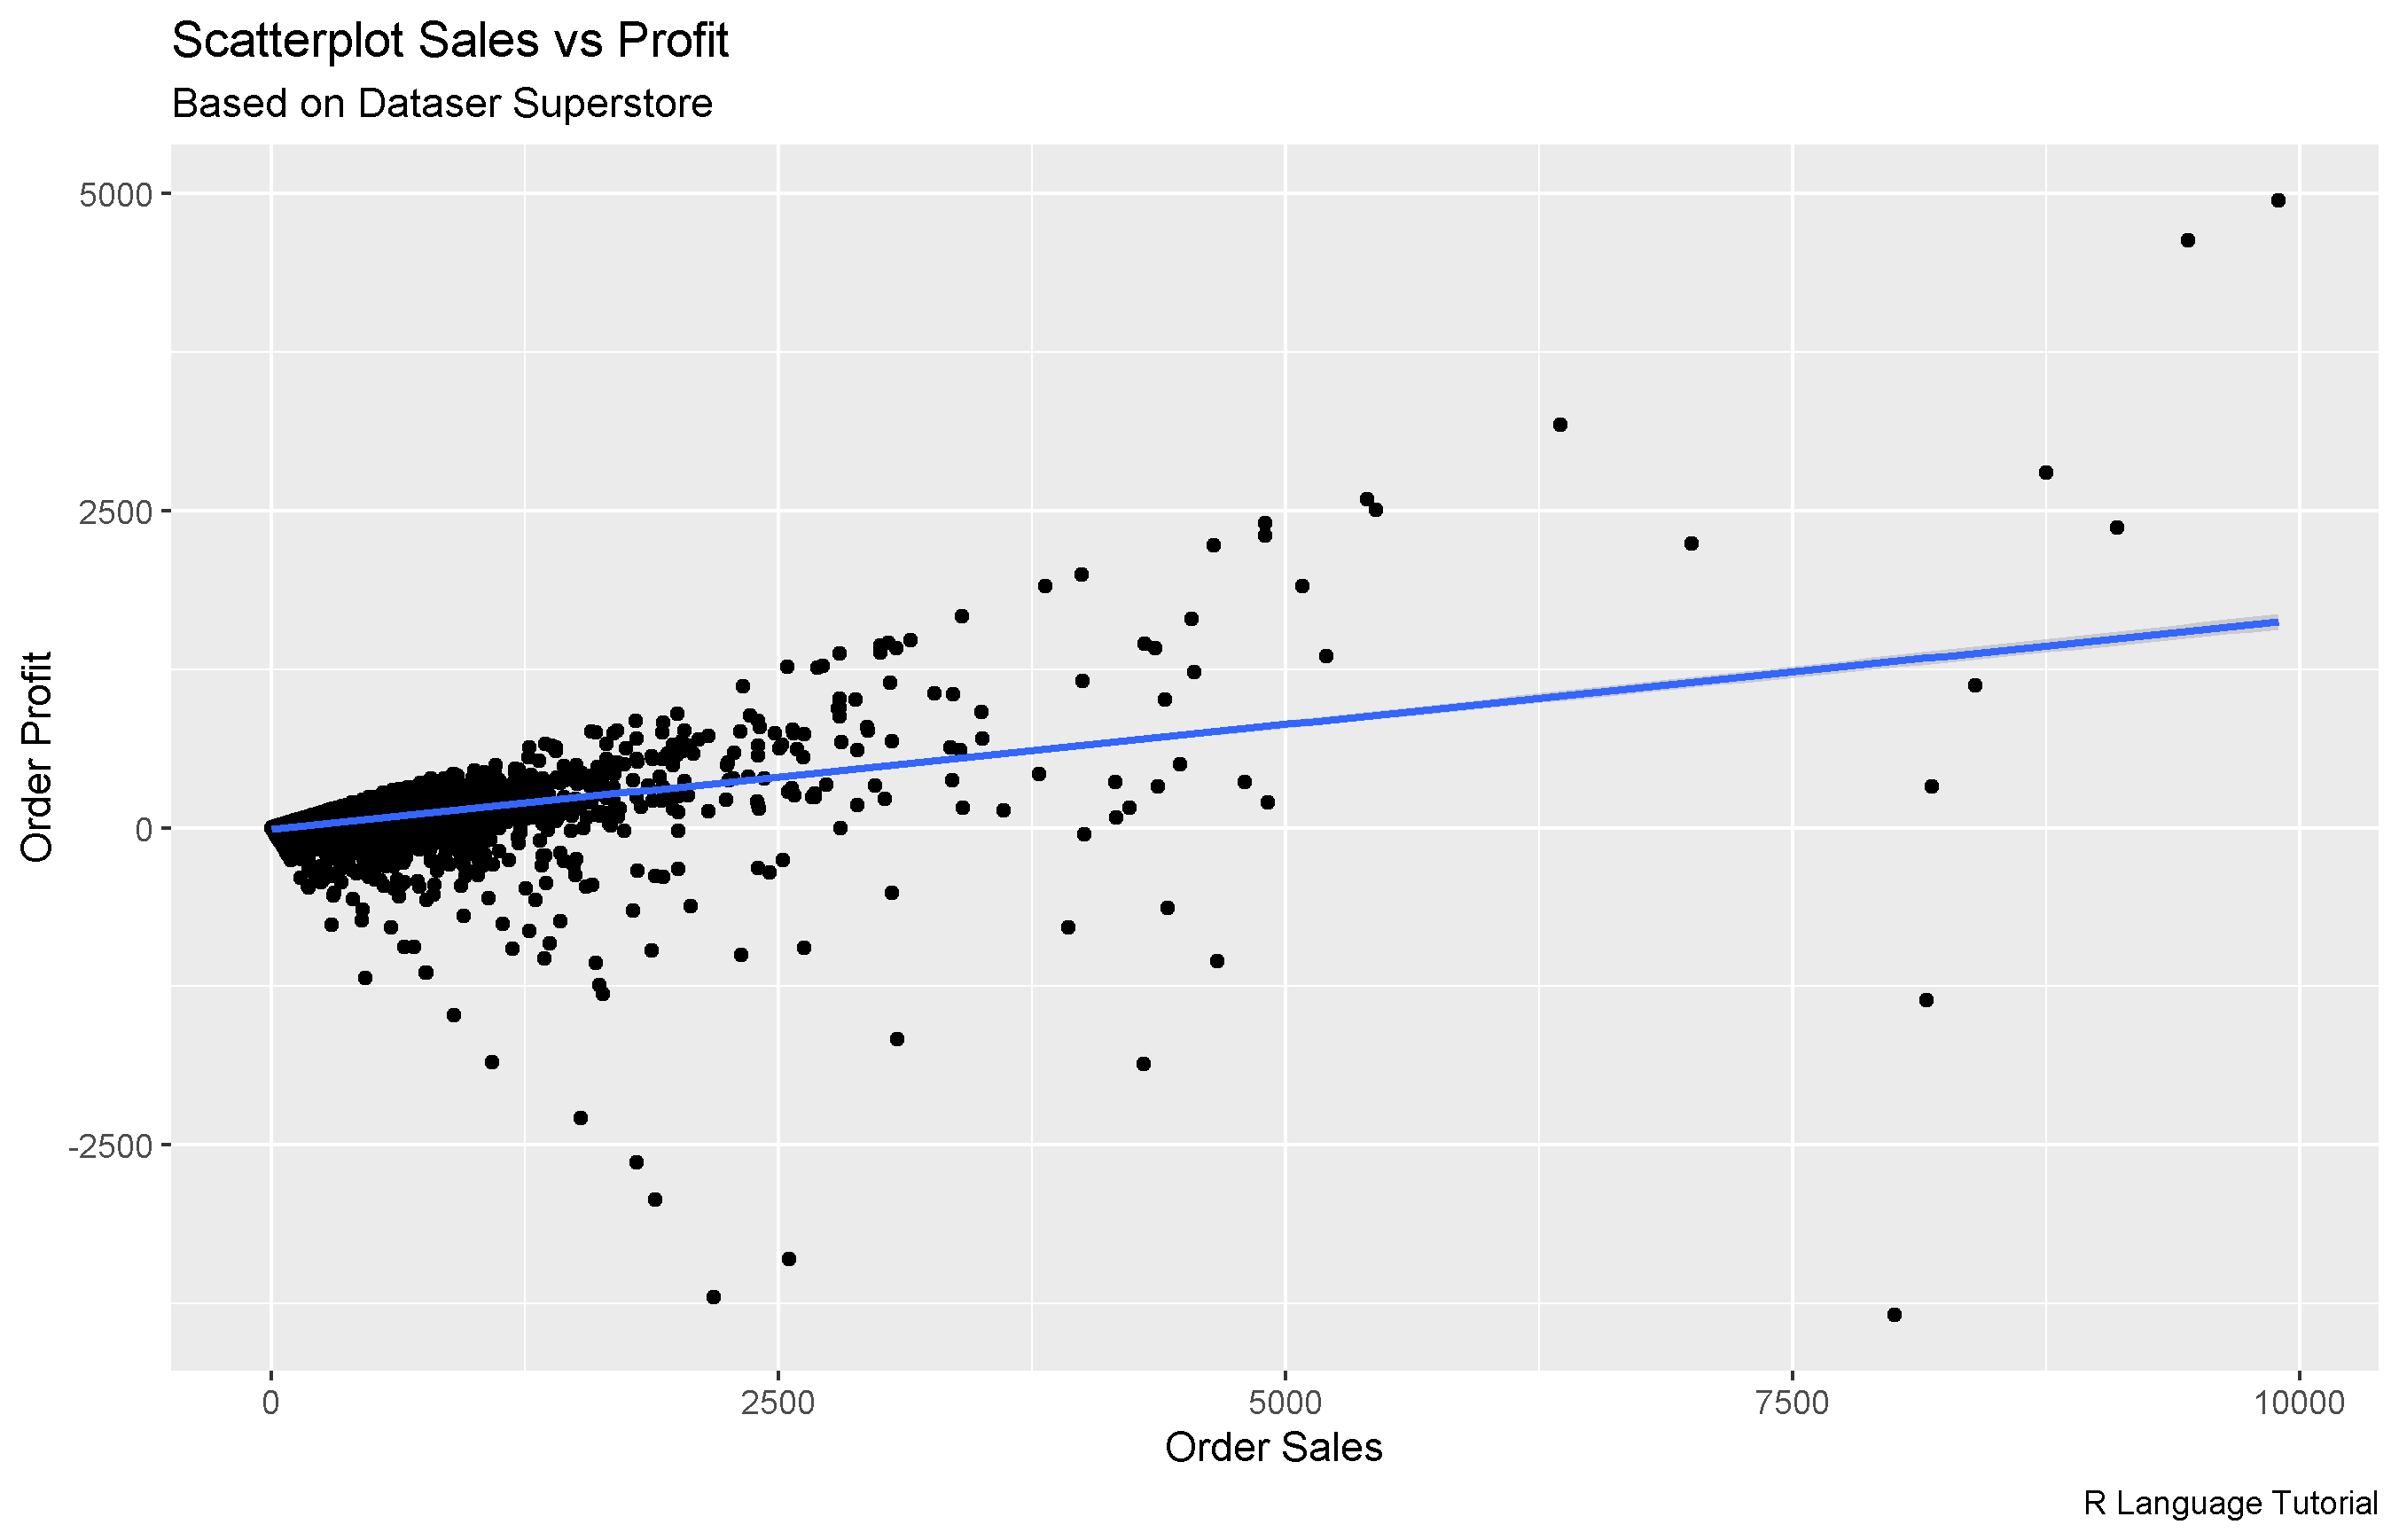 Scatterplot Sales vs Profit
Based on Dataser Superstore
5000
2500
0
-2500
Order Profit
0 2500 5000 7500 10000
Order Sales
R Language Tutorial